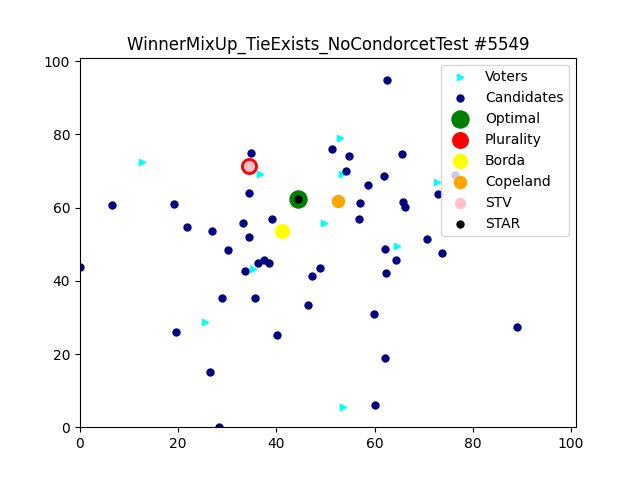 WinnerMixUp_TieExists_NoCondorcetTest #5549
100
80
60
40
20
0
0 20 40 60 80 100
Voters
Candidates
Optimal
Plurality
Borda
Copeland
STV
STAR